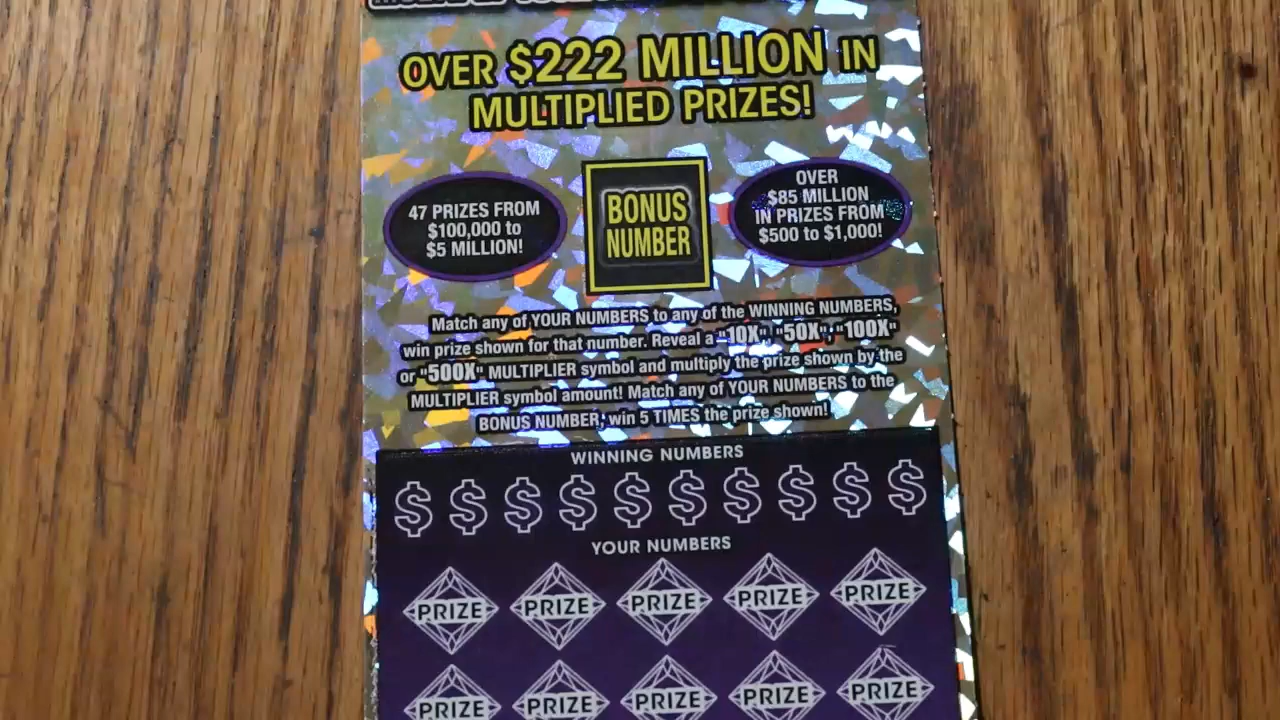 OVER $222 MILLION IN
MULTIPLIED PRIZES!
47 PRIZES FROM
$100,000 to
$5 MILLION!
BONUS
NUMBER
OVER
$85 MILLION
IN PRIZES FROM
$500 to $1,000!
Match any of YOUR NUMBERS to any of the WINNING NUMBERS,
win prize shown for that number. Reveal a "10X", "50X", "100X"
or "500X" MULTIPLIER symbol and multiply the prize shown by the
MULTIPLIER symbol amount! Match any of YOUR NUMBERS to the
BONUS NUMBER, win 5 TIMES the prize shown!
WINNING NUMBERS
$ $ $ $ $ $ $ $ $ $
YOUR NUMBERS
PRIZE PRIZE PRIZE PRIZE PRIZE
PRIZE PRIZE PRIZE PRIZE PRIZE